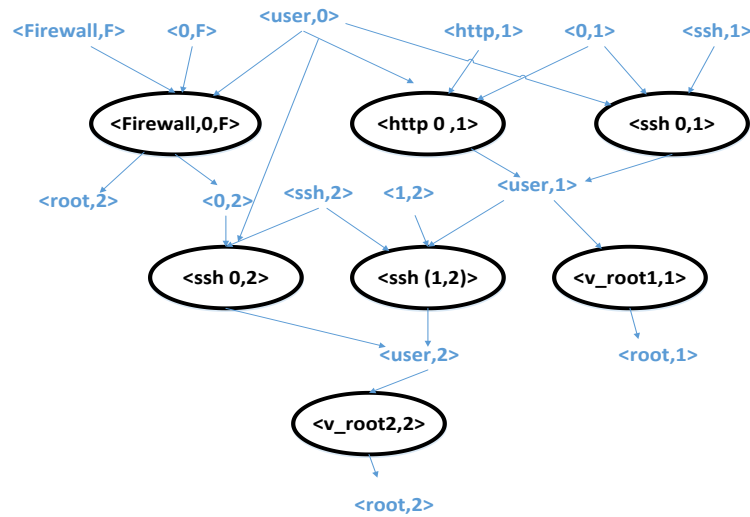 <Firewall,F> <0,F> <user,0> <http,1> <0,1> <ssh,1>
<Firewall,0,F> <http 0 ,1> <ssh 0,1>
<root,2> <0,2> <ssh,2> <1,2> <user,1>
<ssh 0,2> <ssh (1,2)> <v_root1,1>
<user,2> <root,1>
<v_root2,2>
<root,2>